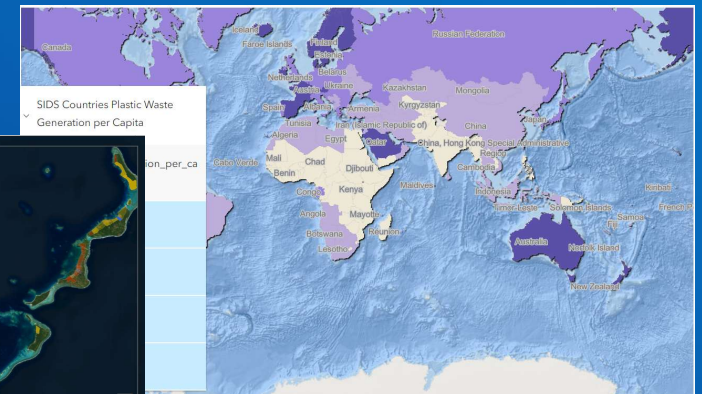 Iceland
Russian Federation
Canada
Faroe Islands
Finland
Estonia
Netherlands
Belarus
Ukraine
Austria
Kazakhstan
Mongolia
SIDS Countries Plastic Waste
Generation per Capita
Spain
Albania
Armenia
Kyrgyzstan
Tunisia
Iran (Islamic Republic of)
China
Japan
Algeria
Egypt
Qatar
China, Hong Kong Special Administrative
Region
ion_per_ca
Cabo Verde
Mali
Chad
Djibouti
Cambodia
Benin
Maldives
Congo
Kenya
Indonesia
Kiribati
Angola
Mayotte
Timor-Leste
Solomon Islands
Samoa
French P
Botswana
Réunion
Fiji
Lesotho
Australia
Norfolk Island
New Zealand